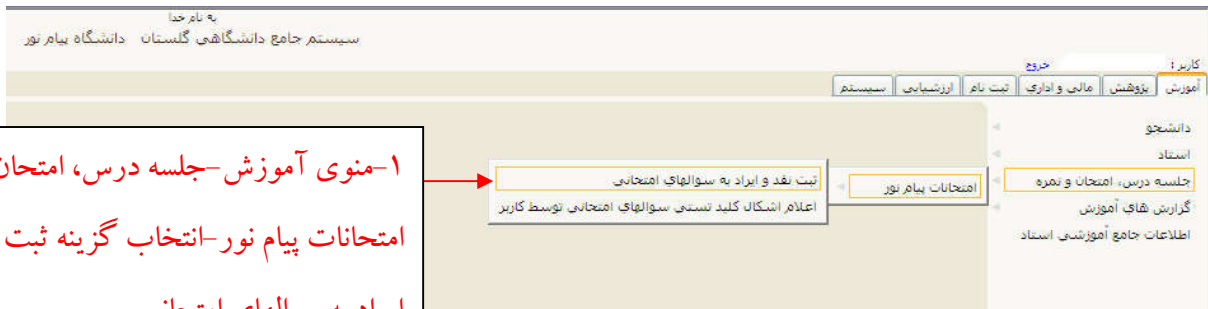 به نام خدا
سیستم جامع دانشگاهی گلستان دانشگاه پیام نور
کاربر : خروج
آموزش پژوهش مالی و اداری ثبت نام ارزشیابی سیستم
دانشجو
استاد
جلسه درس، امتحان و نمره
گزارش های آموزش
اطلاعات جامع آموزشی استاد
امتحانات پیام نور
ثبت نقد و ایراد به سوالهای امتحانی
اعلام اشکال کلید تستی سوالهای امتحانی توسط کاربر
۱-منوی آموزش-جلسه درس، امتحان
امتحانات پیام نور-انتخاب گزینه ثبت